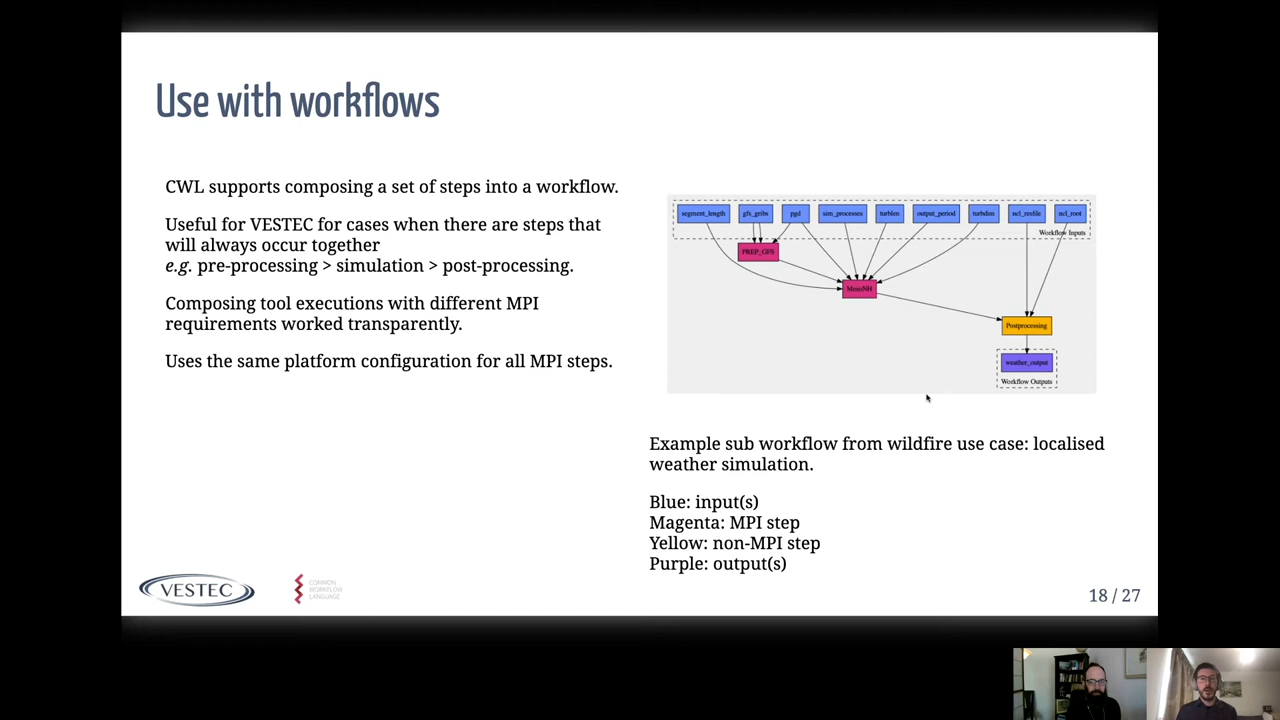 Use with workflows
CWL supports composing a set of steps into a workflow.
Useful for VESTEC for cases when there are steps that
will always occur together
e.g. pre-processing > simulation > post-processing.
Composing tool executions with different MPI
requirements worked transparently.
Uses the same platform configuration for all MPI steps.
segment_length gfs_gribs pgd sim_processes turblen output_period turbdim ncl_resfile ncl_root
Workflow Inputs
PREP_GFS
MesoNH
Postprocessing
weather_output
Workflow Outputs
Example sub workflow from wildfire use case: localised
weather simulation.
Blue: input(s)
Magenta: MPI step
Yellow: non-MPI step
Purple: output(s)
VESTEC
COMMON
WORKFLOW
LANGUAGE
18 / 27